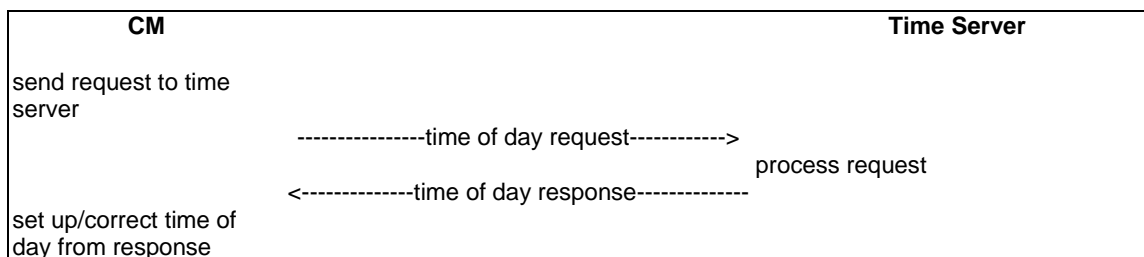 CM Time Server
send request to time
server
----------------time of day request------------>
process request
<--------------time of day response--------------
set up/correct time of
day from response